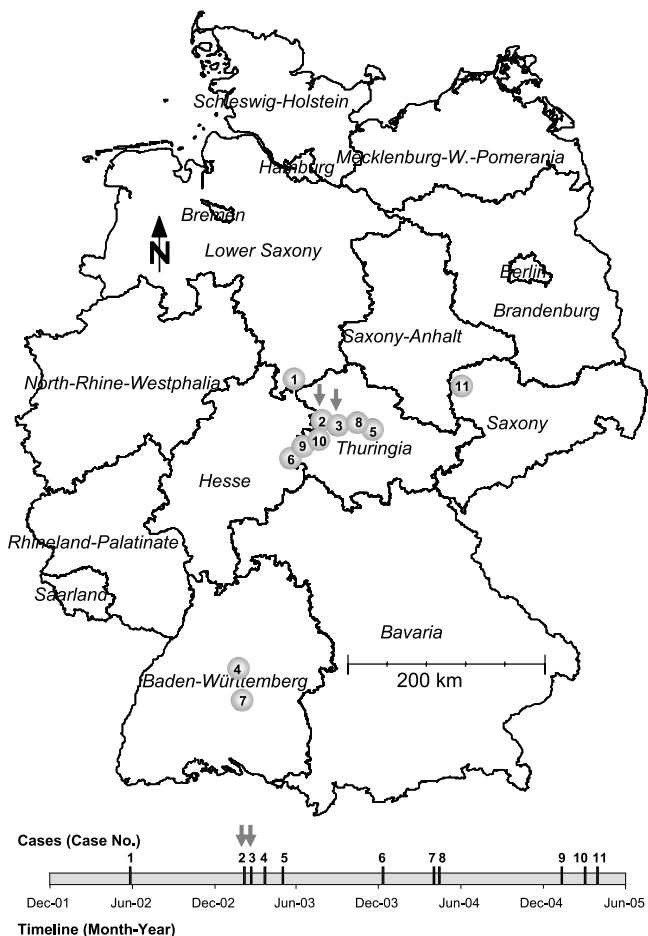 Schleswig-Holstein
Mecklenburg-W.-Pomerania
Hamburg
Bremen
N
Lower Saxony
Berlin
Brandenburg
Saxony-Anhalt
North-Rhine-Westphalia
1
11
2
3
8
5
Saxony
9
10
6
Thuringia
Hesse
Rhineland-Palatinate
Saarland
Bavaria
4
Baden-Württemberg
200 km
7
Cases (Case No.)
1 2 3 4 5 6 7 8 9 10 11
Dec-01 Jun-02 Dec-02 Jun-03 Dec-03 Jun-04 Dec-04 Jun-05
Timeline (Month-Year)